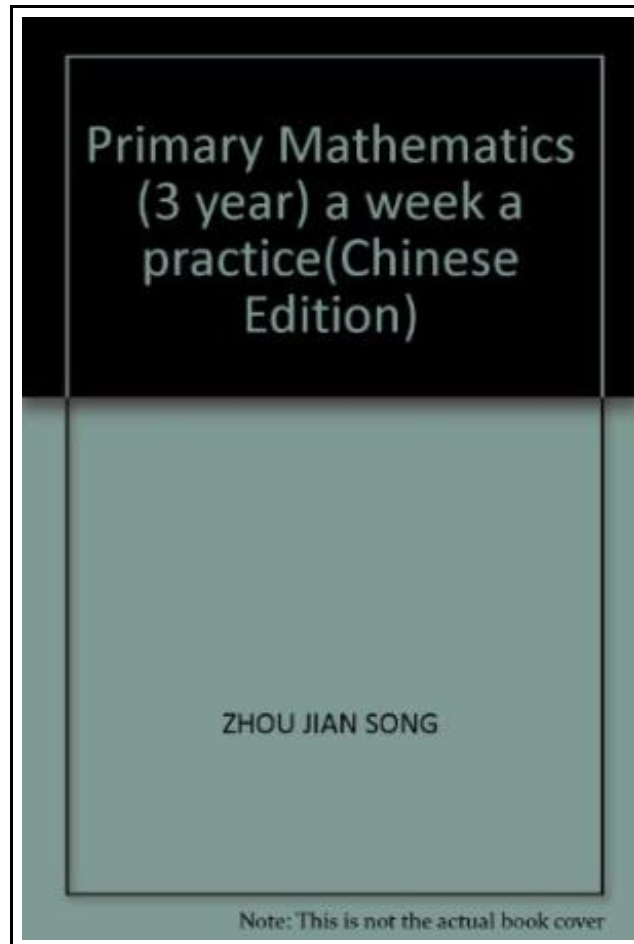 Primary Mathematics
(3 year) a week a
practice(Chinese
Edition)
ZHOU JIAN SONG
Note: This is not the actual book cover